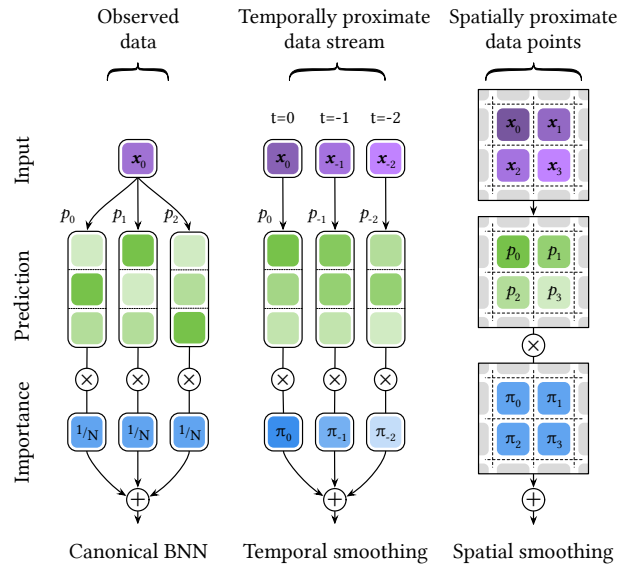 Observed
data
Temporally proximate
data stream
Spatially proximate
data points
t=0 t=-1 t=-2
Input
x₀
x₀ x₋₁ x₋₂
x₀ x₁
x₂ x₃
p₀ p₁ p₂
p₀ p₋₁ p₋₂
Prediction
p₀ p₁
p₂ p₃
× × ×
× × ×
×
Importance
1/N 1/N 1/N
π₀ π₋₁ π₋₂
π₀ π₁
π₂ π₃
+ + +
Canonical BNN
Temporal smoothing
Spatial smoothing